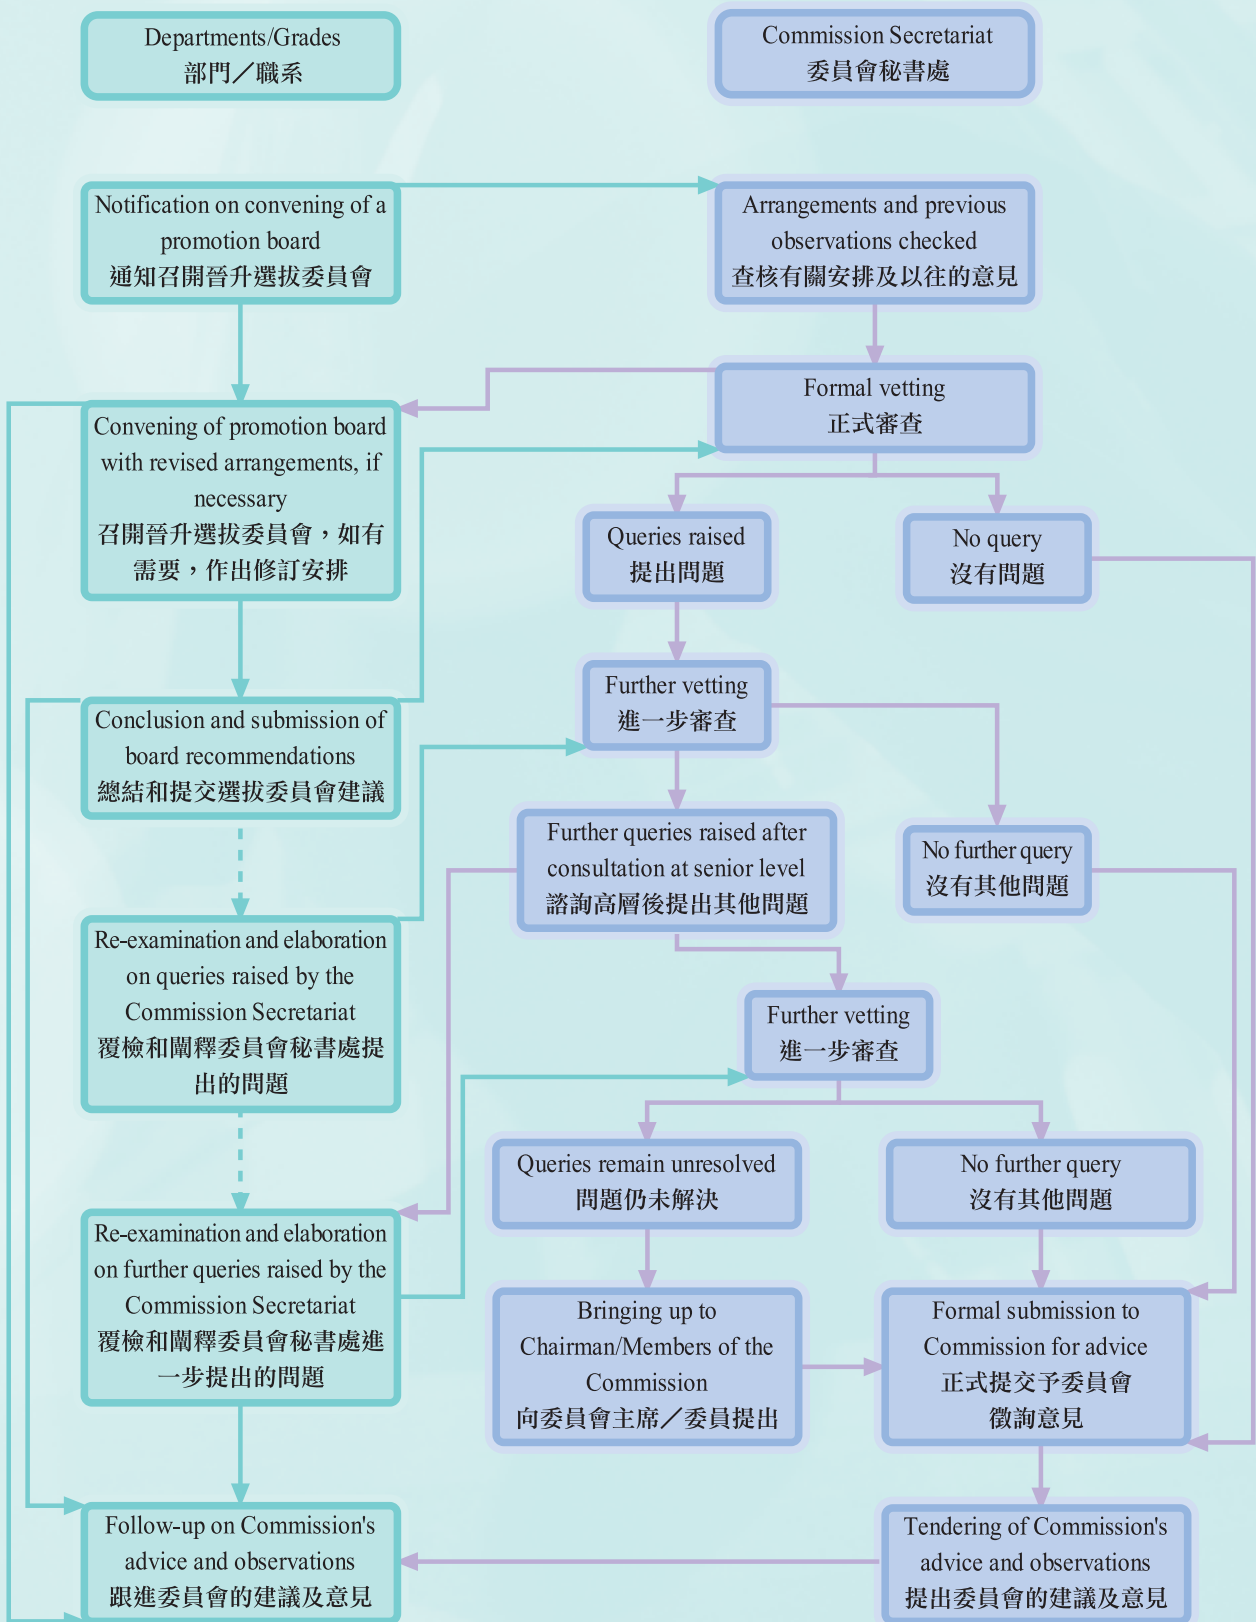 Departments/Grades
部門／職系
Commission Secretariat
委員會秘書處
Notification on convening of a
promotion board
通知召開晉升選拔委員會
Arrangements and previous
observations checked
查核有關安排及以往的意見
Formal vetting
正式審查
Convening of promotion board
with revised arrangements, if
necessary
召開晉升選拔委員會，如有
需要，作出修訂安排
Queries raised
提出問題
No query
沒有問題
Further vetting
進一步審查
Conclusion and submission of
board recommendations
總結和提交選拔委員會建議
Further queries raised after
consultation at senior level
諮詢高層後提出其他問題
No further query
沒有其他問題
Re-examination and elaboration
on queries raised by the
Commission Secretariat
覆檢和闡釋委員會秘書處提
出的問題
Further vetting
進一步審查
Queries remain unresolved
問題仍未解決
No further query
沒有其他問題
Re-examination and elaboration
on further queries raised by the
Commission Secretariat
覆檢和闡釋委員會秘書處進
一步提出的問題
Bringing up to
Chairman/Members of the
Commission
向委員會主席／委員提出
Formal submission to
Commission for advice
正式提交予委員會
徵詢意見
Follow-up on Commission's
advice and observations
跟進委員會的建議及意見
Tendering of Commission's
advice and observations
提出委員會的建議及意見